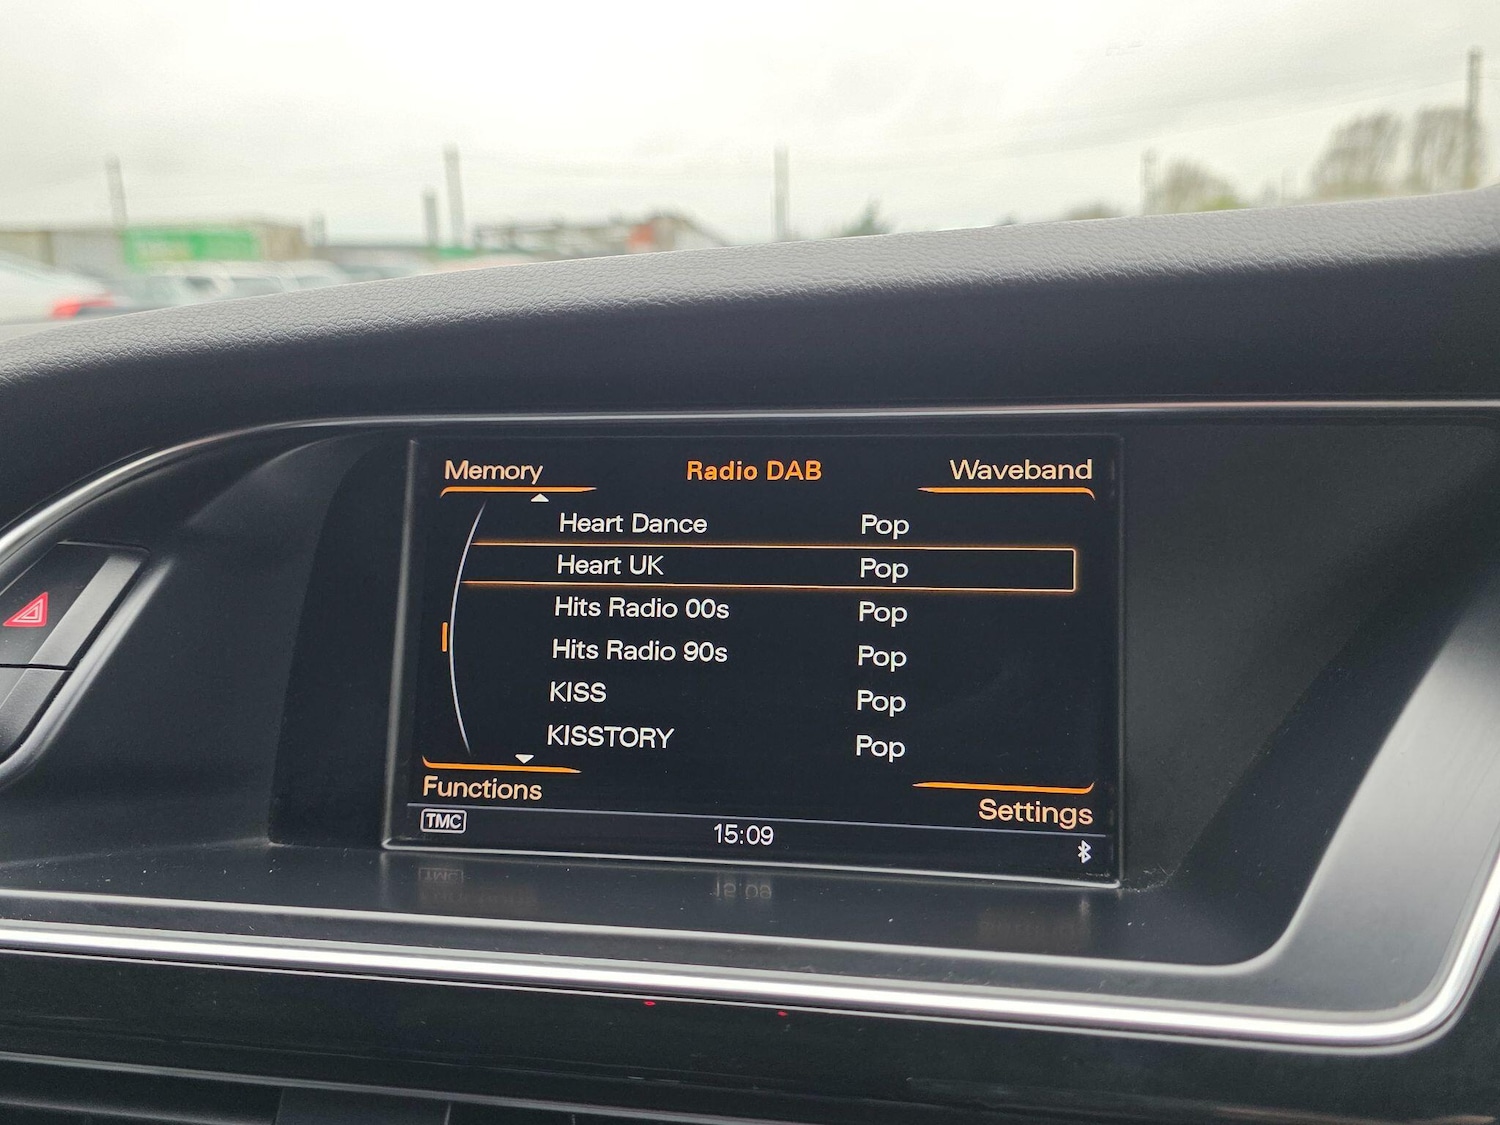 Memory Radio DAB Waveband
Heart Dance Pop
Heart UK Pop
Hits Radio 00s Pop
Hits Radio 90s Pop
KISS Pop
KISSTORY Pop
Functions Settings
TMC 15:09